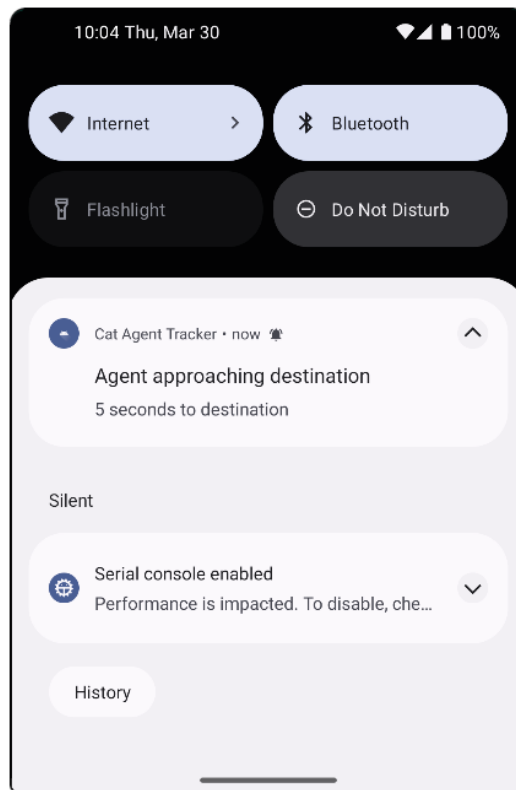 10:04 Thu, Mar 30 100%
Internet Bluetooth
Flashlight Do Not Disturb
Cat Agent Tracker • now
Agent approaching destination
5 seconds to destination
Silent
Serial console enabled
Performance is impacted. To disable, che...
History